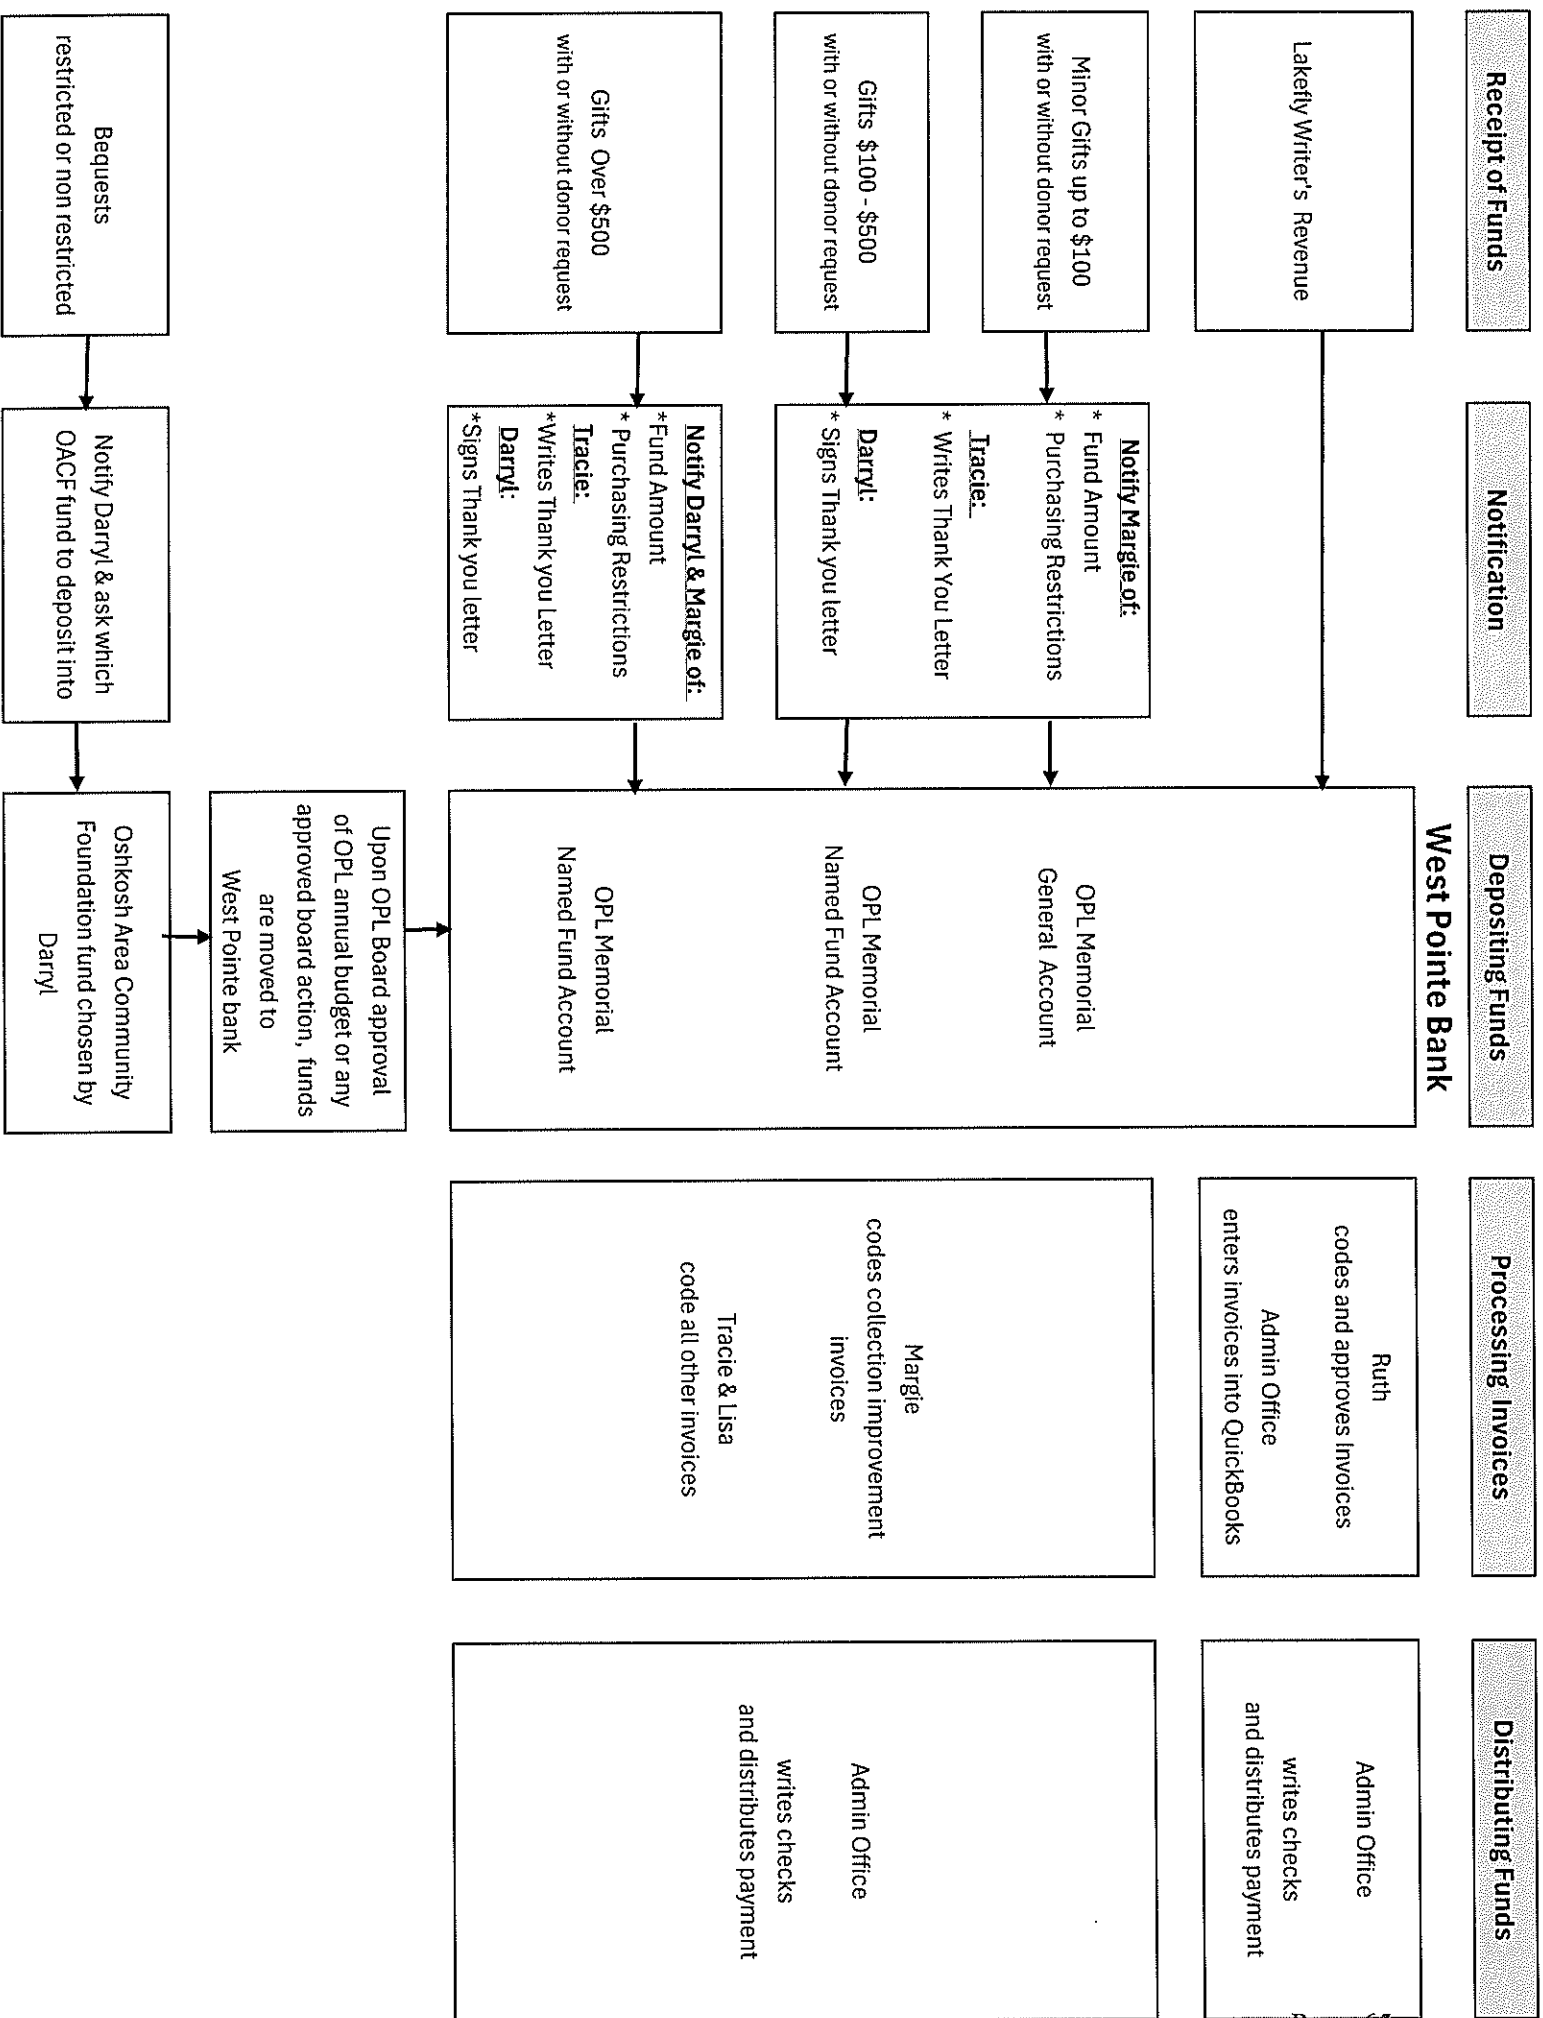 Receipt of Funds
Notification
Depositing Funds
Processing Invoices
Distributing Funds
West Pointe Bank
Lakefly Writer's Revenue
Ruth
codes and approves Invoices
Admin Office
enters invoices into QuickBooks
Admin Office
writes checks
and distributes payment
Minor Gifts up to $100
with or without donor request
Gifts $100 - $500
with or without donor request
Notify Margie of:
* Fund Amount
* Purchasing Restrictions
Tracie:
* Writes Thank You Letter
Darryl:
* Signs Thank you letter
OPL Memorial
General Account
OPL Memorial
Named Fund Account
Margie
codes collection improvement
invoices
Tracie & Lisa
code all other invoices
Admin Office
writes checks
and distributes payment
Gifts Over $500
with or without donor request
Notify Darryl & Margie of:
*Fund Amount
* Purchasing Restrictions
Tracie:
*Writes Thank you Letter
Darryl:
*Signs Thank you letter
OPL Memorial
Named Fund Account
Upon OPL Board approval
of OPL annual budget or any
approved board action, funds
are moved to
West Pointe bank
Bequests
restricted or non restricted
Notify Darryl & ask which
OACF fund to deposit into
Oshkosh Area Community
Foundation fund chosen by
Darryl